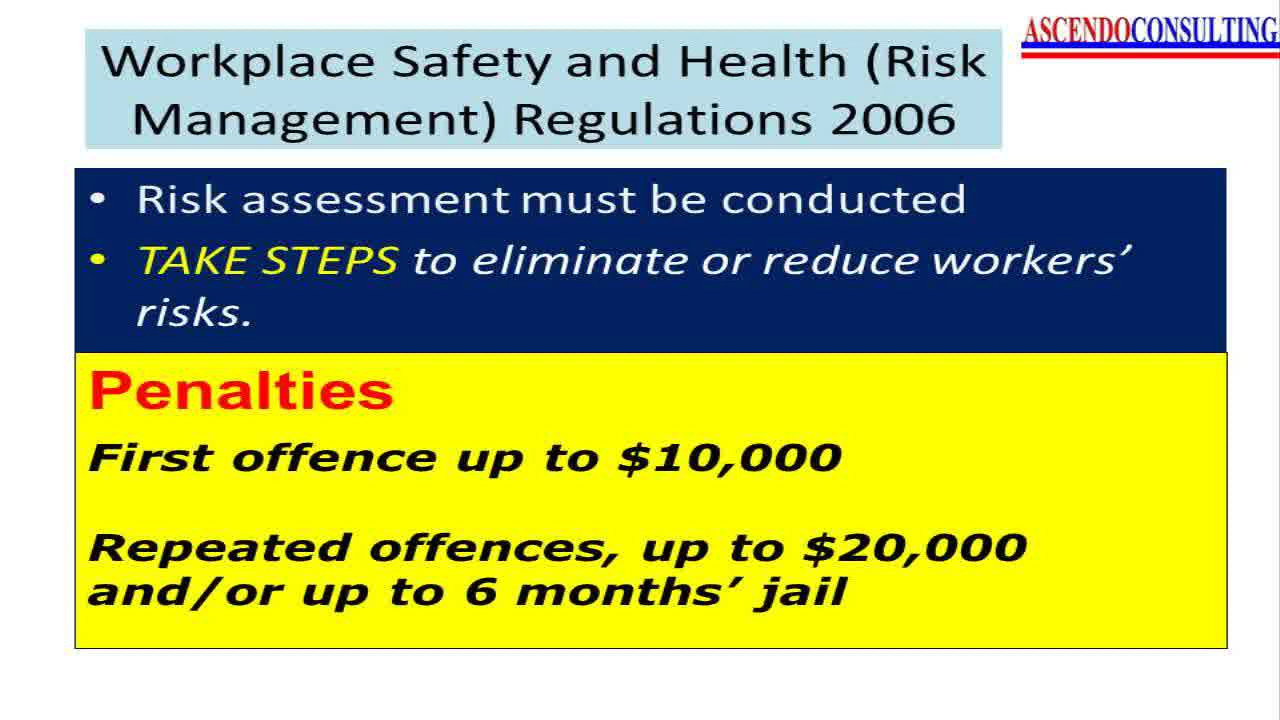 ASCENDOCONSULTING
Workplace Safety and Health (Risk
Management) Regulations 2006
• Risk assessment must be conducted
• TAKE STEPS to eliminate or reduce workers’
risks.
Penalties
First offence up to $10,000
Repeated offences, up to $20,000
and/or up to 6 months’ jail